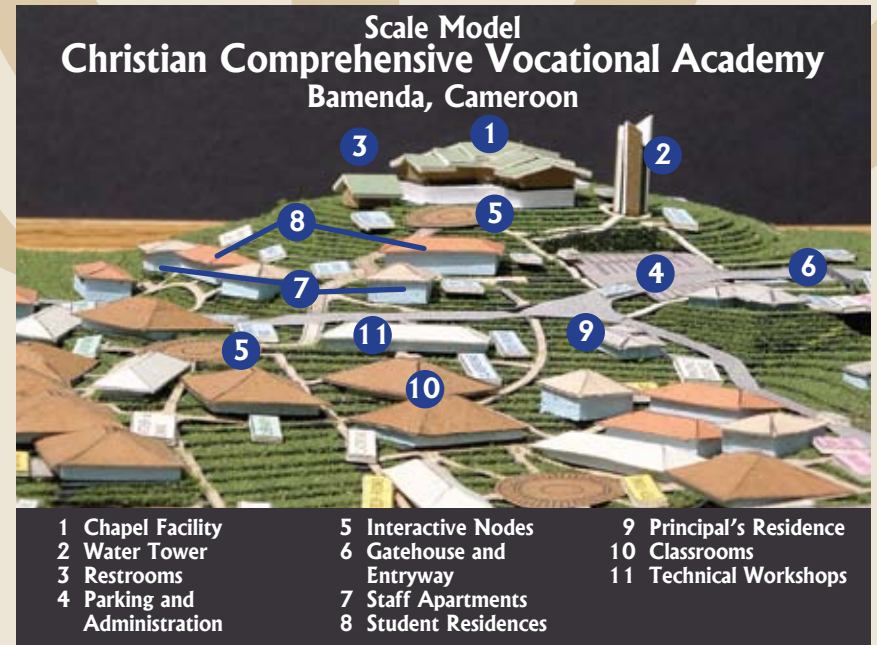 Scale Model
Christian Comprehensive Vocational Academy
Bamenda, Cameroon
1
3
2
5
8
4
6
7
9
11
5
10
1 Chapel Facility
2 Water Tower
3 Restrooms
4 Parking and
Administration
5 Interactive Nodes
6 Gatehouse and
Entryway
7 Staff Apartments
8 Student Residences
9 Principal's Residence
10 Classrooms
11 Technical Workshops